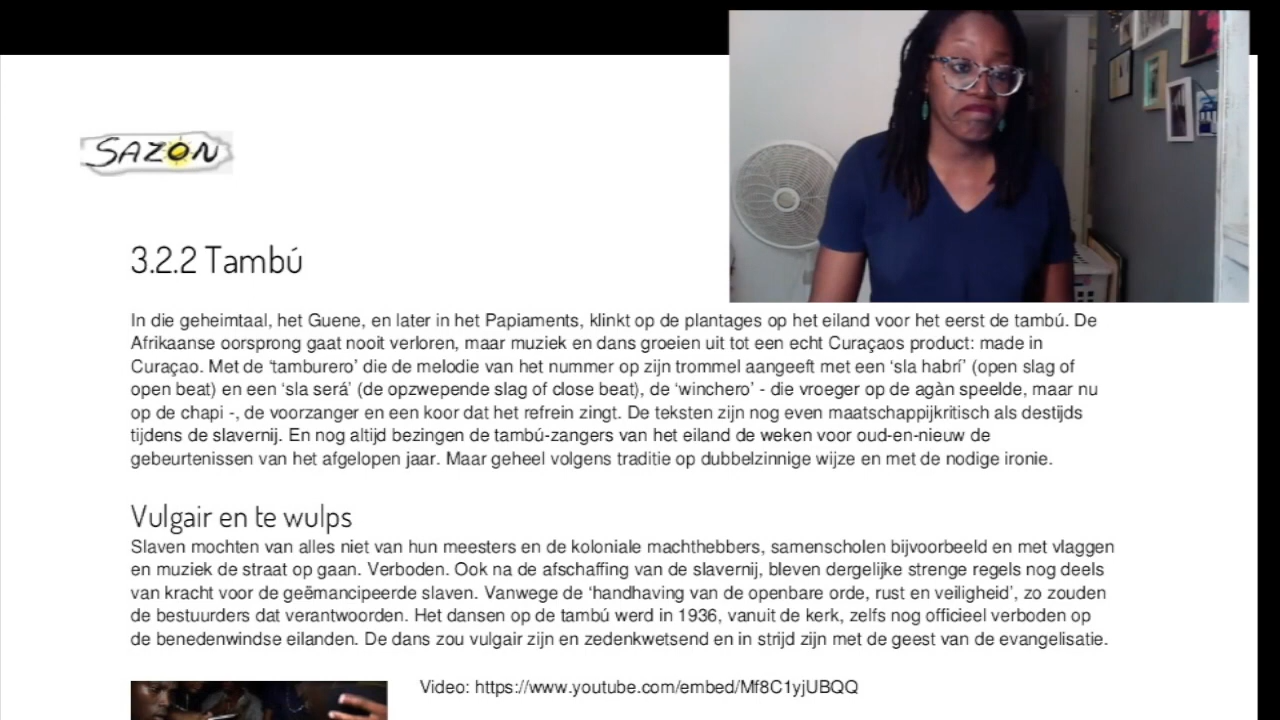 SAZÓN
3.2.2 Tambú
In die geheimtaal, het Guene, en later in het Papiaments, klinkt op de plantages op het eiland voor het eerst de tambú. De
Afrikaanse oorsprong gaat nooit verloren, maar muziek en dans groeien uit tot een echt Curaçaos product: made in
Curaçao. Met de ‘tamburero’ die de melodie van het nummer op zijn trommel aangeeft met een ‘sla habrí’ (open slag of
open beat) en een ‘sla será’ (de opzwepende slag of close beat), de ‘winchero’ - die vroeger op de agàn speelde, maar nu
op de chapi -, de voorzanger en een koor dat het refrein zingt. De teksten zijn nog even maatschappijkritisch als destijds
tijdens de slavernij. En nog altijd bezingen de tambú-zangers van het eiland de weken voor oud-en-nieuw de
gebeurtenissen van het afgelopen jaar. Maar geheel volgens traditie op dubbelzinnige wijze en met de nodige ironie.
Vulgair en te wulps
Slaven mochten van alles niet van hun meesters en de koloniale machthebbers, samenscholen bijvoorbeeld en met vlaggen
en muziek de straat op gaan. Verboden. Ook na de afschaffing van de slavernij, bleven dergelijke strenge regels nog deels
van kracht voor de geëmancipeerde slaven. Vanwege de ‘handhaving van de openbare orde, rust en veiligheid’, zo zouden
de bestuurders dat verantwoorden. Het dansen op de tambú werd in 1936, vanuit de kerk, zelfs nog officieel verboden op
de benedenwindse eilanden. De dans zou vulgair zijn en zedenkwetsend en in strijd zijn met de geest van de evangelisatie.
Video: https://www.youtube.com/embed/Mf8C1yjUBQQ